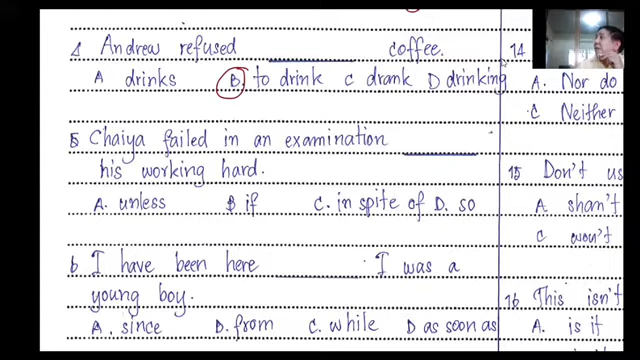 4 Andrew refused ________ coffee.
A drinks B. to drink C drank D drinking
5 Chaiya failed in an examination ________
his working hard.
A. unless B if C. in spite of D. so
6 I have been here ________ I was a
young boy.
A. since B. from C. while D as soon as
14
A. Nor do
C Neither
15 Don't us
A shan't
C won't
16 This isn't
A. is it